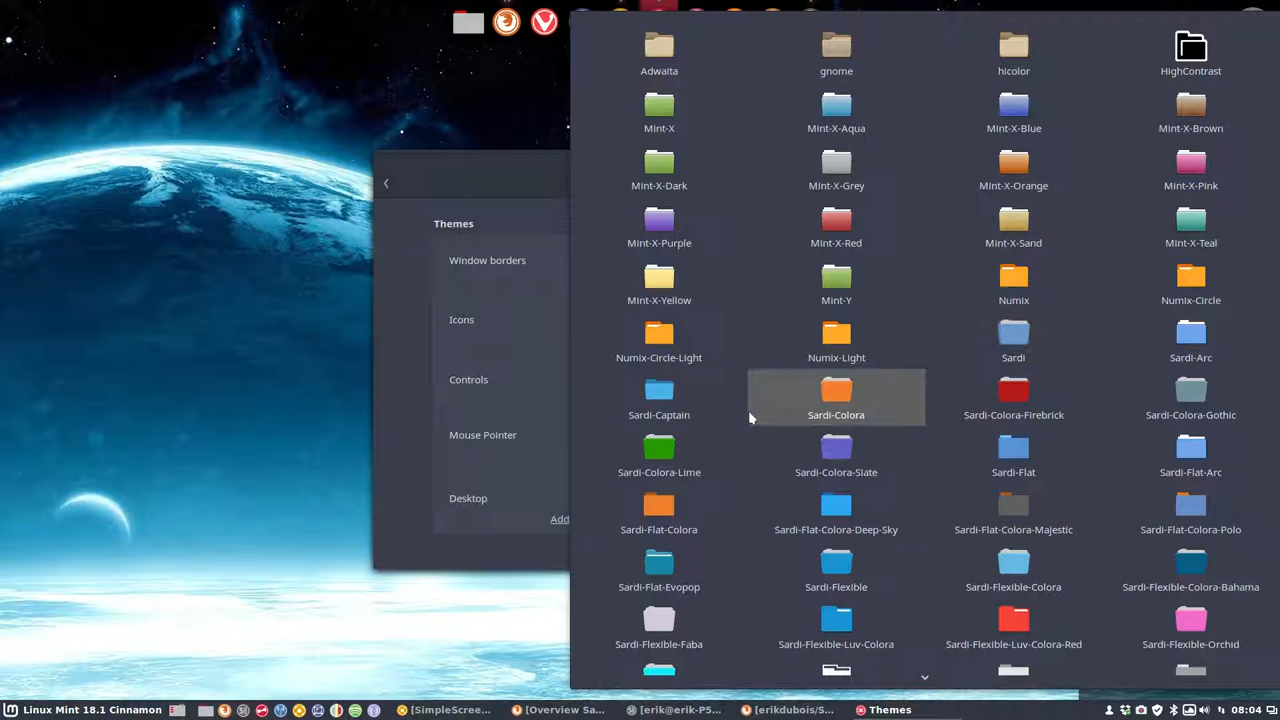 Adwaita gnome hicolor HighContrast
Mint-X Mint-X-Aqua Mint-X-Blue Mint-X-Brown
Mint-X-Dark Mint-X-Grey Mint-X-Orange Mint-X-Pink
Themes
Mint-X-Purple Mint-X-Red Mint-X-Sand Mint-X-Teal
Window borders
Mint-X-Yellow Mint-Y Numix Numix-Circle
Icons
Numix-Circle-Light Numix-Light Sardi Sardi-Arc
Controls
Sardi-Captain Sardi-Colora Sardi-Colora-Firebrick Sardi-Colora-Gothic
Mouse Pointer
Sardi-Colora-Lime Sardi-Colora-Slate Sardi-Flat Sardi-Flat-Arc
Desktop
Add
Sardi-Flat-Colora Sardi-Flat-Colora-Deep-Sky Sardi-Flat-Colora-Majestic Sardi-Flat-Colora-Polo
Sardi-Flat-Evopop Sardi-Flexible Sardi-Flexible-Colora Sardi-Flexible-Colora-Bahama
Sardi-Flexible-Faba Sardi-Flexible-Luv-Colora Sardi-Flexible-Luv-Colora-Red Sardi-Flexible-Orchid
Linux Mint 18.1 Cinnamon [SimpleScree... [Overview Sa... [erik@erik-P5... [erikdubois/S... Themes 08:04